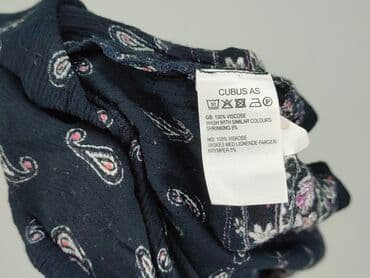 CUBUS AS
GB: 100% VISCOSE
WASH WITH SIMILAR COLOURS/
SHRINKING 5%
NO: 100% VISKOSE
VASKES MED LIGNENDE FARGER/
KRYMPER 5%